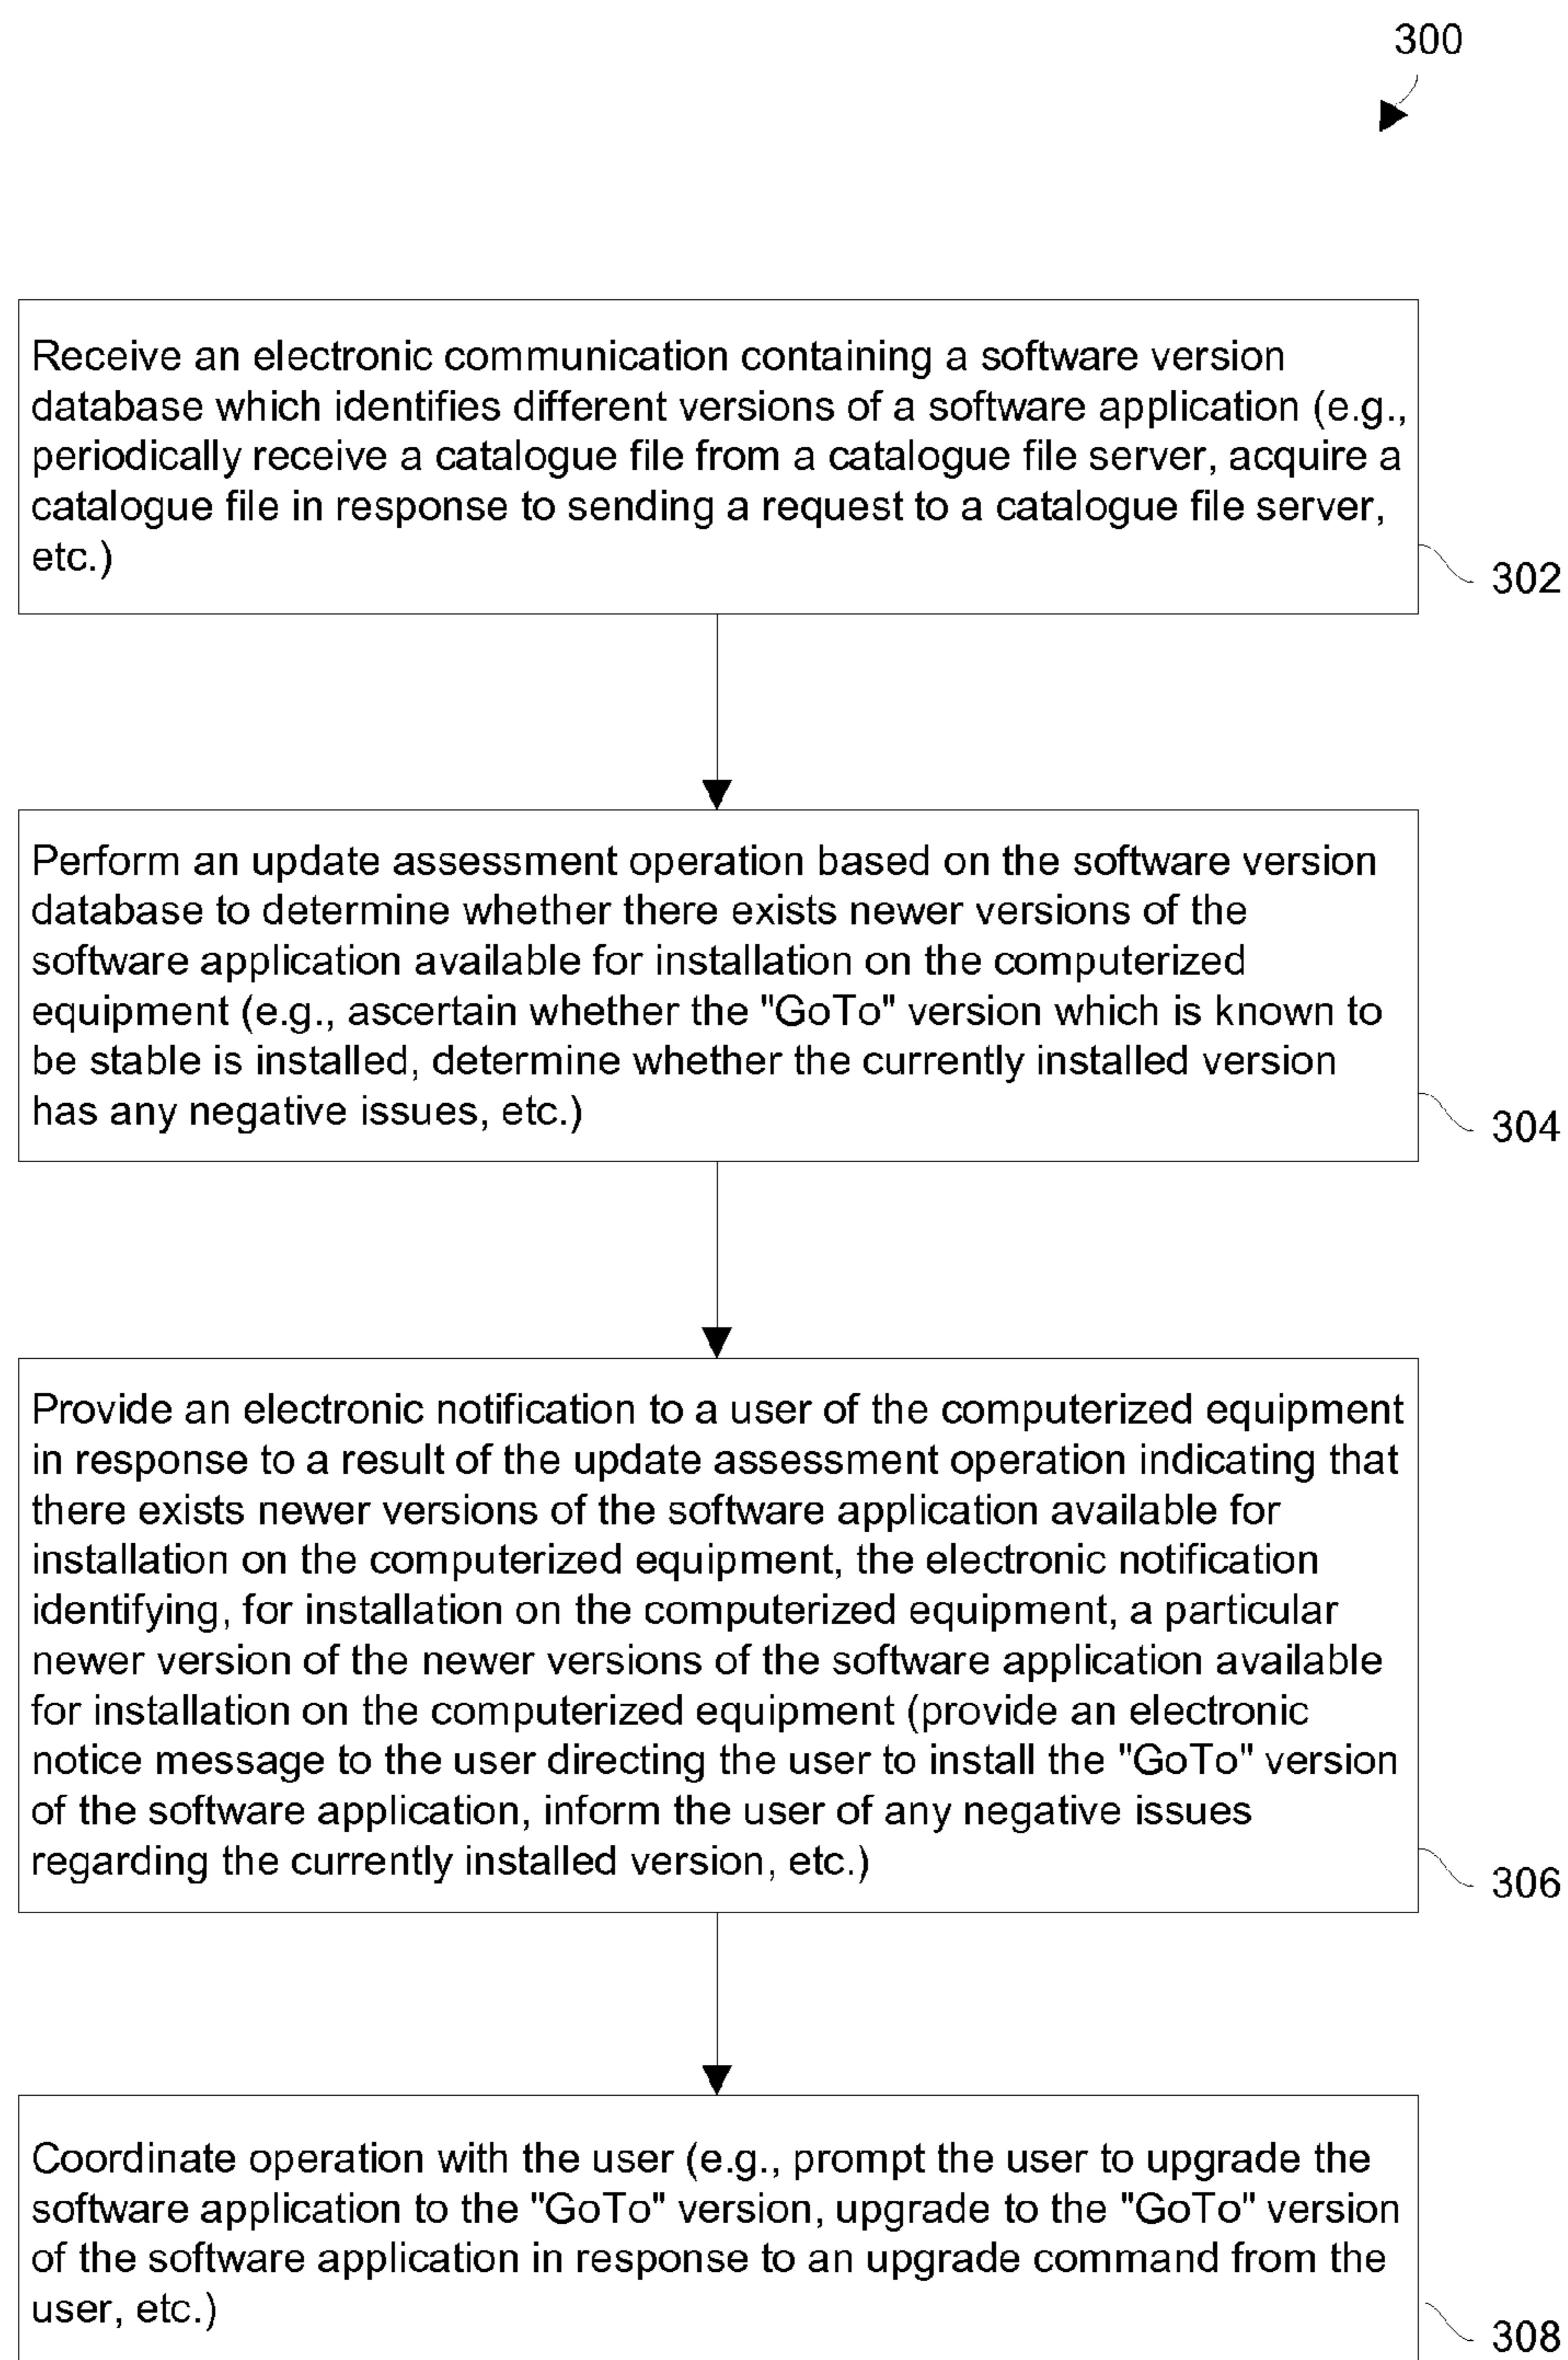 300
Receive an electronic communication containing a software version
database which identifies different versions of a software application (e.g.,
periodically receive a catalogue file from a catalogue file server, acquire a
catalogue file in response to sending a request to a catalogue file server,
etc.)
302
Perform an update assessment operation based on the software version
database to determine whether there exists newer versions of the
software application available for installation on the computerized
equipment (e.g., ascertain whether the "GoTo" version which is known to
be stable is installed, determine whether the currently installed version
has any negative issues, etc.)
304
Provide an electronic notification to a user of the computerized equipment
in response to a result of the update assessment operation indicating that
there exists newer versions of the software application available for
installation on the computerized equipment, the electronic notification
identifying, for installation on the computerized equipment, a particular
newer version of the newer versions of the software application available
for installation on the computerized equipment (provide an electronic
notice message to the user directing the user to install the "GoTo" version
of the software application, inform the user of any negative issues
regarding the currently installed version, etc.)
306
Coordinate operation with the user (e.g., prompt the user to upgrade the
software application to the "GoTo" version, upgrade to the "GoTo" version
of the software application in response to an upgrade command from the
user, etc.)
308